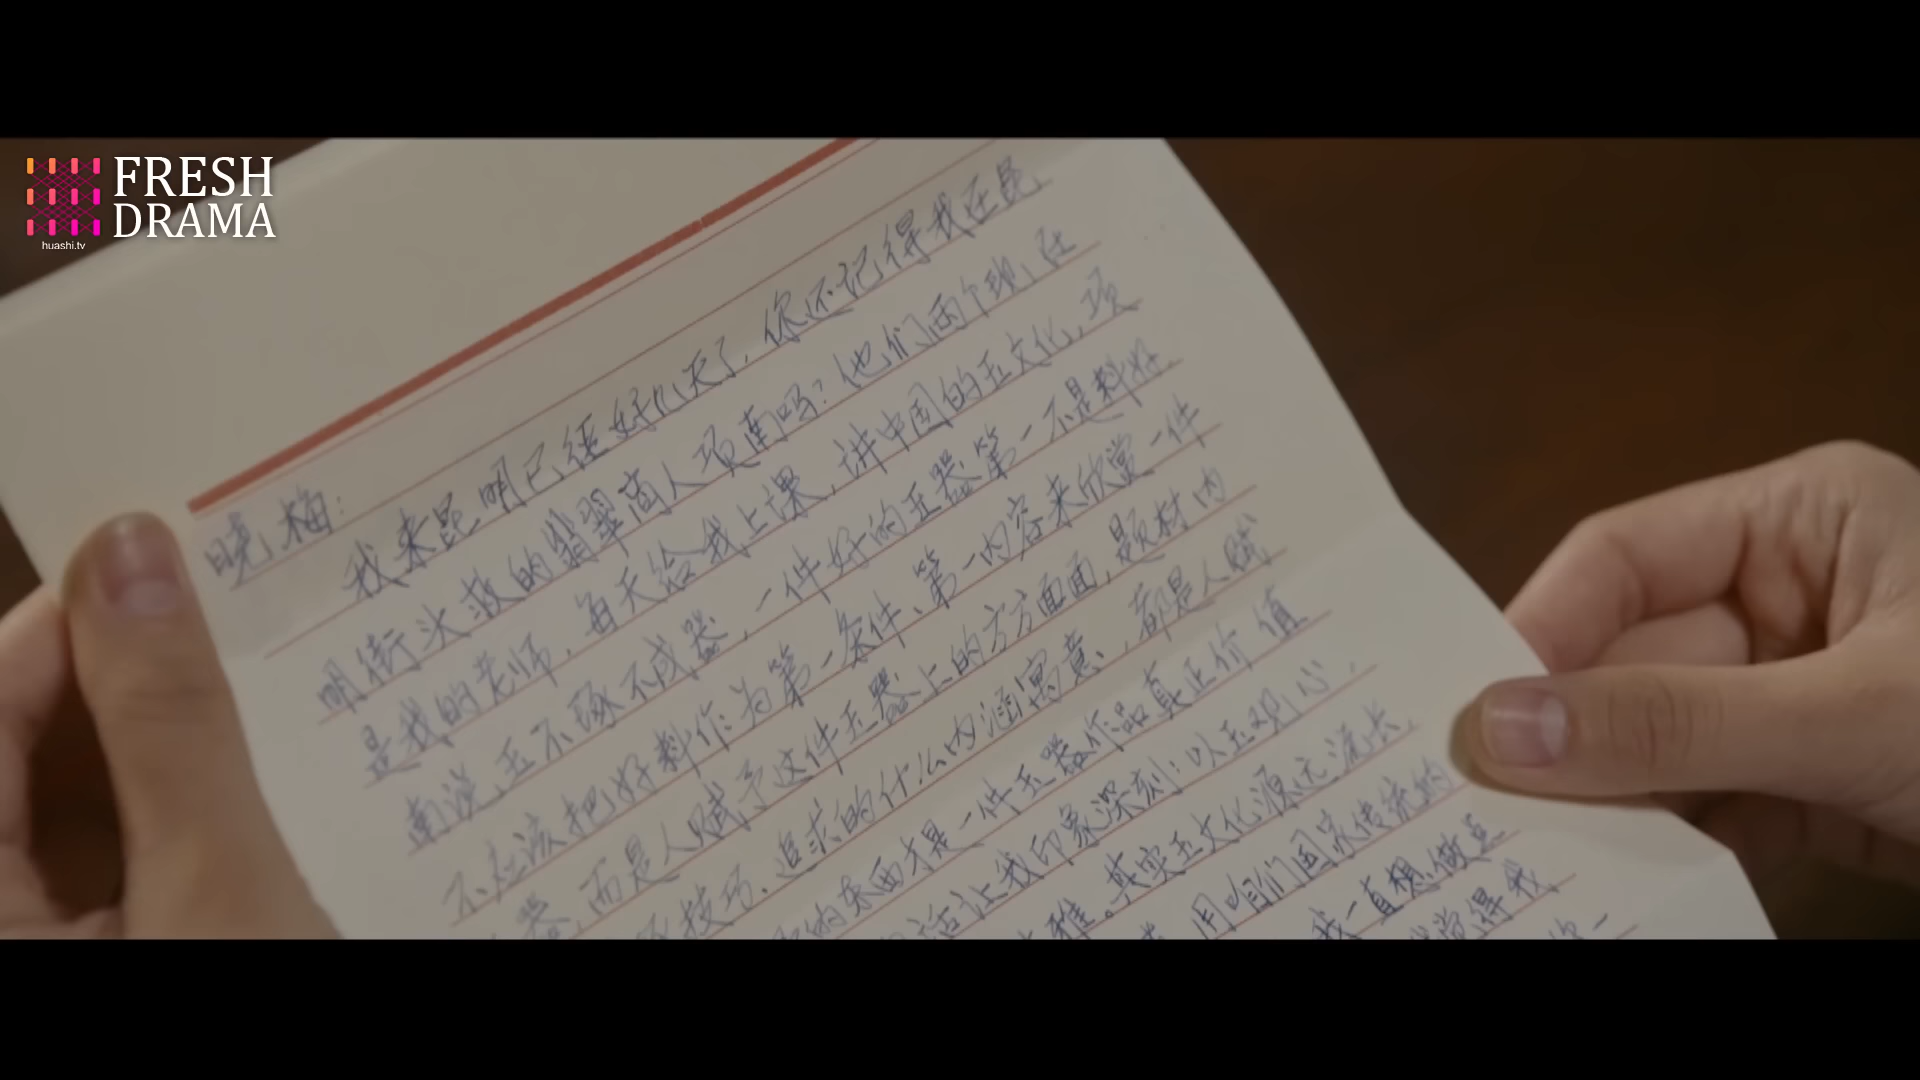 FRESH
DRAMA
huashi.tv
晓梅：
我来昆明已经好几天了，你还记得我在昆
明街头救的翡翠商人项南吗？他们两个现在
是我的老师，每天给我上课，讲中国的玉文化，项
南说，玉不琢不成器，一件好的玉器第一不是料好，
不应该把好料作为第一条件、第一内容来欣赏一件
器，而是人赋予这件玉器上的方方面面，题材内
技巧，追求的什么内涵寓意，都是人赋
的东西才是一件玉器作品真正价值
话让我印象深刻：以玉观心，
雅。其实玉文化源远流长，
用咱们国家传统的
我一直想做点
觉得我
你一